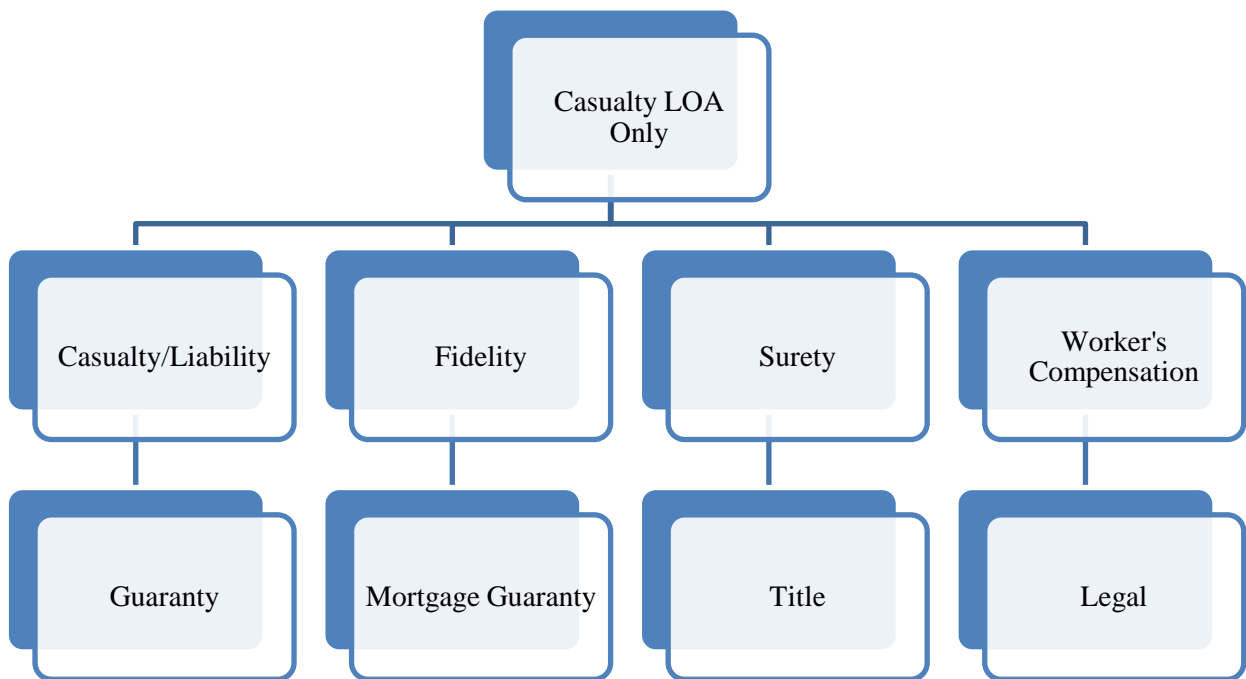 Casualty LOA
Only
Casualty/Liability
Fidelity
Surety
Worker's
Compensation
Guaranty
Mortgage Guaranty
Title
Legal